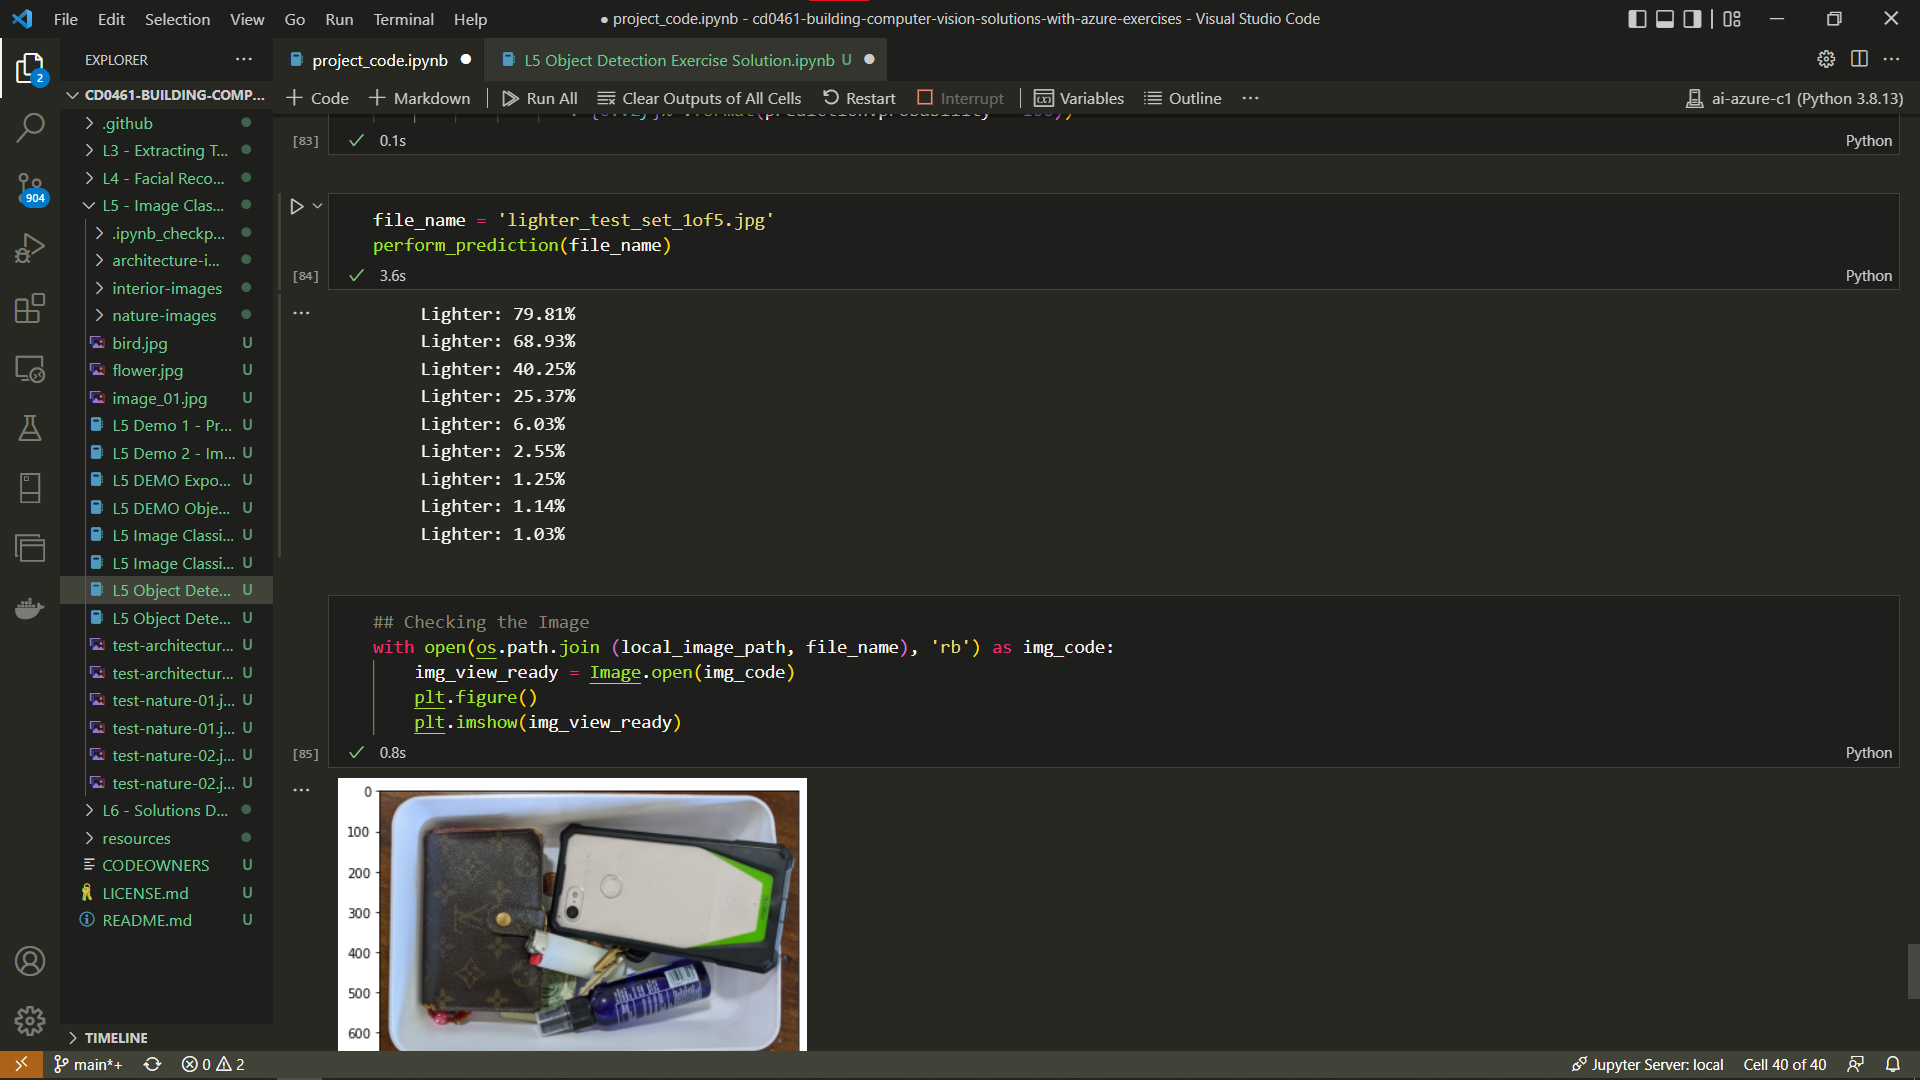 File Edit Selection View Go Run Terminal Help
● project_code.ipynb - cd0461-building-computer-vision-solutions-with-azure-exercises - Visual Studio Code
EXPLORER ...
project_code.ipynb ●
L5 Object Detection Exercise Solution.ipynb U ●
CD0461-BUILDING-COMP...
+ Code + Markdown Run All Clear Outputs of All Cells Restart Interrupt Variables Outline ...
ai-azure-c1 (Python 3.8.13)
2
904
.github
L3 - Extracting T...
L4 - Facial Reco...
L5 - Image Clas...
.ipynb_checkp...
architecture-i...
interior-images
nature-images
bird.jpg U
flower.jpg U
image_01.jpg U
L5 Demo 1 - Pr... U
L5 Demo 2 - Im... U
L5 DEMO Expo... U
L5 DEMO Obje... U
L5 Image Classi... U
L5 Image Classi... U
L5 Object Dete... U
L5 Object Dete... U
test-architectur... U
test-architectur... U
test-nature-01.j... U
test-nature-01.j... U
test-nature-02.j... U
test-nature-02.j... U
L6 - Solutions D...
resources
CODEOWNERS U
LICENSE.md U
README.md U
TIMELINE
[83] 0.1s Python
file_name = 'lighter_test_set_1of5.jpg'
perform_prediction(file_name)
[84] 3.6s Python
Lighter: 79.81%
Lighter: 68.93%
Lighter: 40.25%
Lighter: 25.37%
Lighter: 6.03%
Lighter: 2.55%
Lighter: 1.25%
Lighter: 1.14%
Lighter: 1.03%
## Checking the Image
with open(os.path.join (local_image_path, file_name), 'rb') as img_code:
img_view_ready = Image.open(img_code)
plt.figure()
plt.imshow(img_view_ready)
[85] 0.8s Python
0
100
200
300
400
500
600
main*+ 0 2
Jupyter Server: local Cell 40 of 40